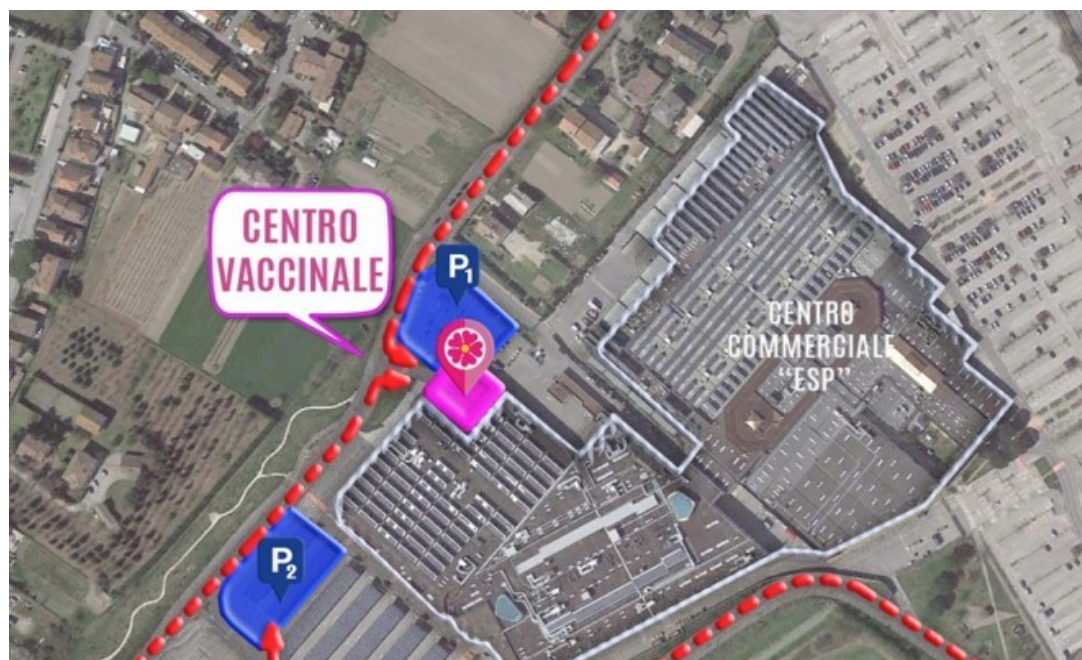 CENTRO
VACCINALE
P1
CENTRO
COMMERCIALE
“ESP”
P2